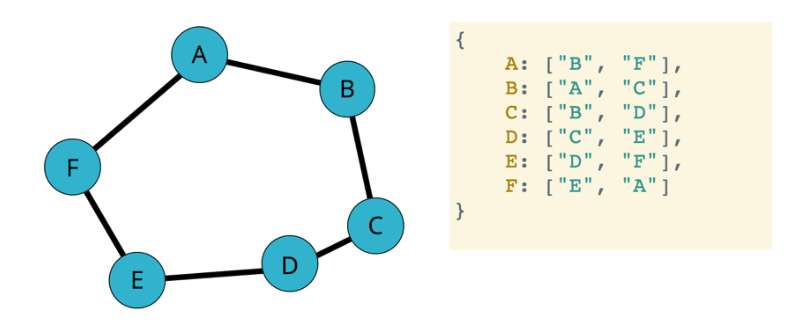 A
B
F
C
D
E
{
    A: ["B", "F"],
    B: ["A", "C"],
    C: ["B", "D"],
    D: ["C", "E"],
    E: ["D", "F"],
    F: ["E", "A"]
}